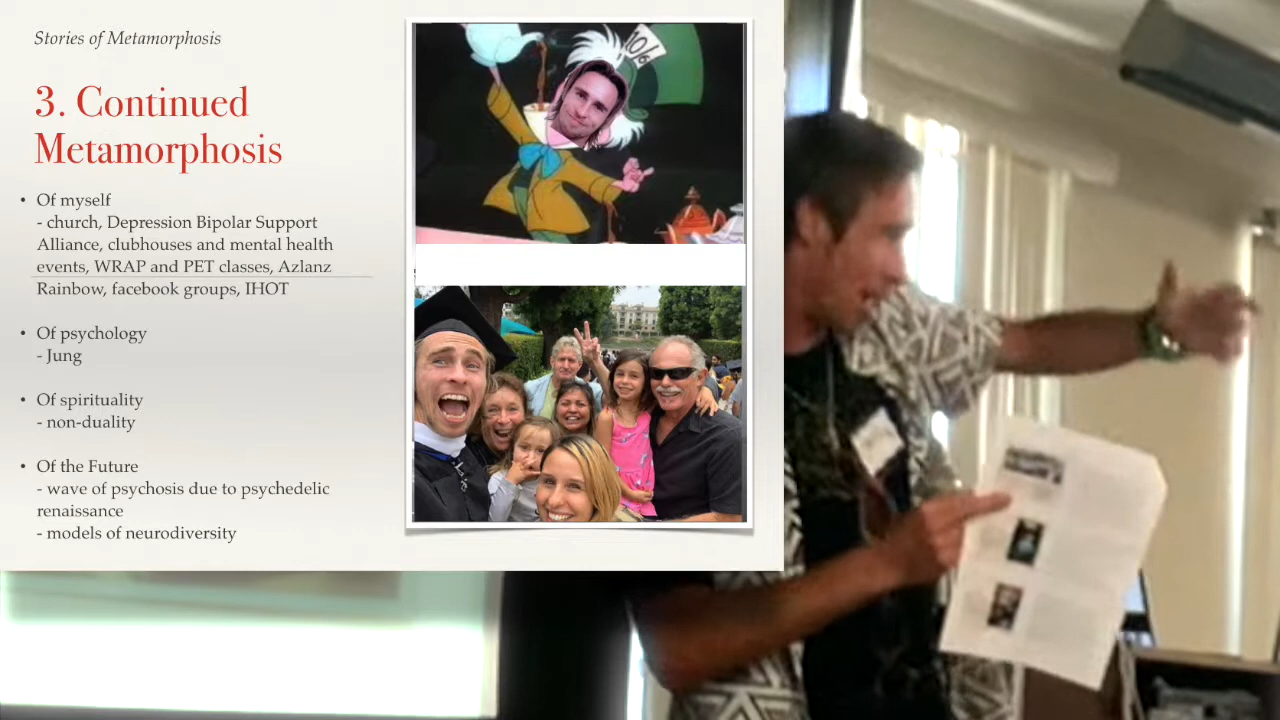 Stories of Metamorphosis
3. Continued
Metamorphosis
• Of myself
- church, Depression Bipolar Support
Alliance, clubhouses and mental health
events, WRAP and PET classes, Azlanz
Rainbow, facebook groups, IHOT
• Of psychology
- Jung
• Of spirituality
- non-duality
• Of the Future
- wave of psychosis due to psychedelic
renaissance
- models of neurodiversity
10/6